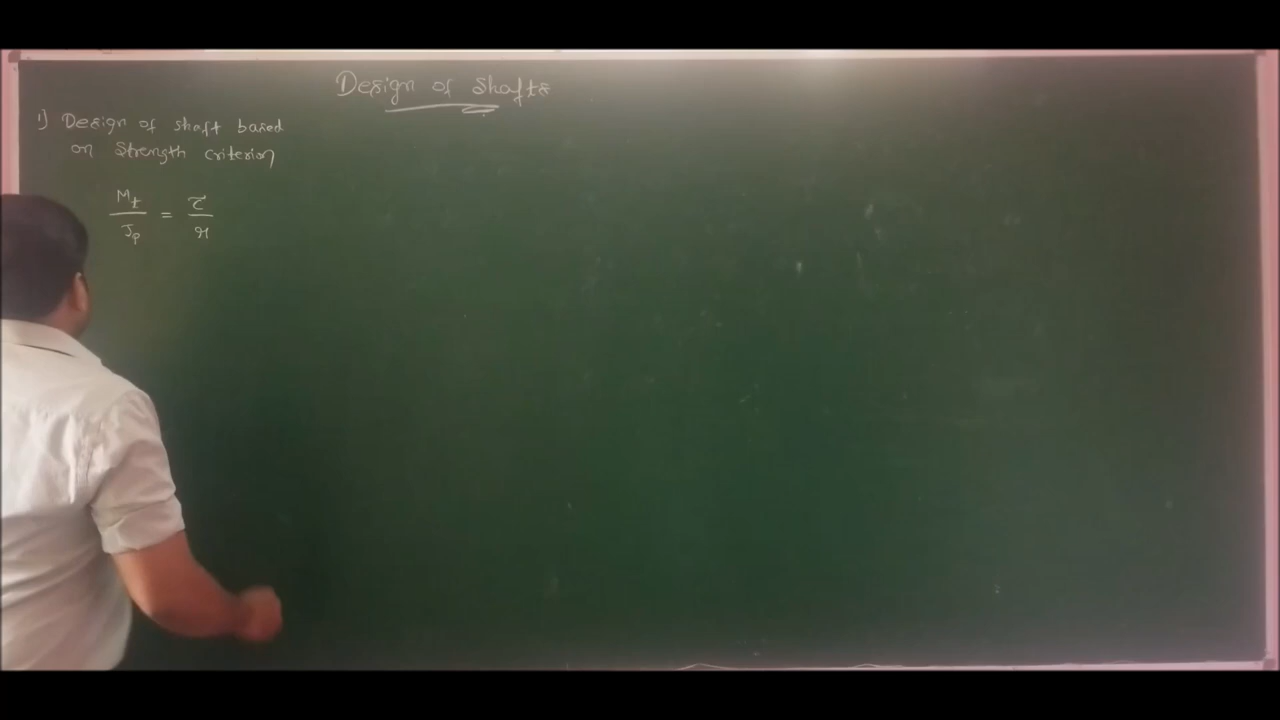 Design of Shafts
1) Design of shaft based
on Strength criterion
Mt/Jp = τ/r